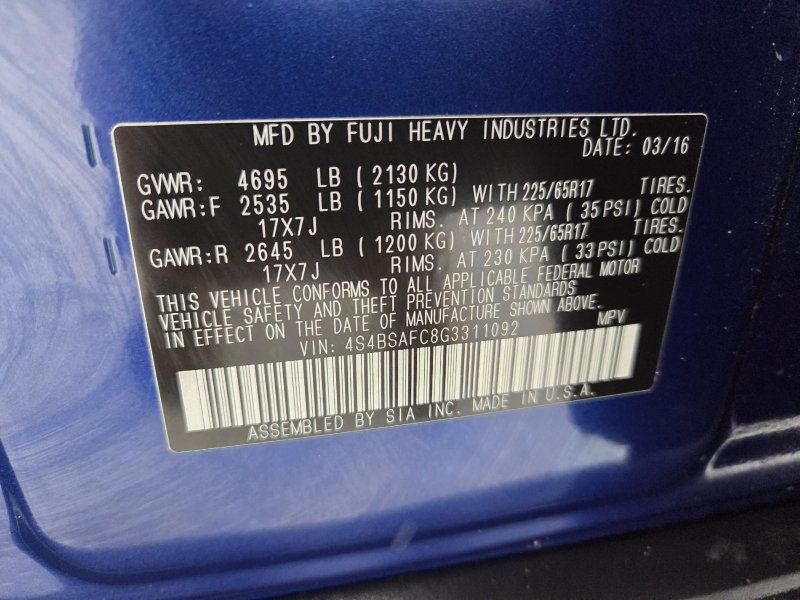 MFD BY FUJI HEAVY INDUSTRIES LTD.
DATE: 03/16
GVWR: 4695 LB ( 2130 KG)
GAWR:F 2535 LB ( 1150 KG) WITH 225/65R17 TIRES.
17X7J RIMS. AT 240 KPA ( 35 PSI) COLD
GAWR:R 2645 LB ( 1200 KG) WITH 225/65R17 TIRES.
17X7J RIMS. AT 230 KPA ( 33 PSI) COLD
THIS VEHICLE CONFORMS TO ALL APPLICABLE FEDERAL MOTOR
VEHICLE SAFETY AND THEFT PREVENTION STANDARDS
IN EFFECT ON THE DATE OF MANUFACTURE SHOWN ABOVE.
VIN: 4S4BSAFC8G3311092 MPV
ASSEMBLED BY SIA INC. MADE IN U.S.A.